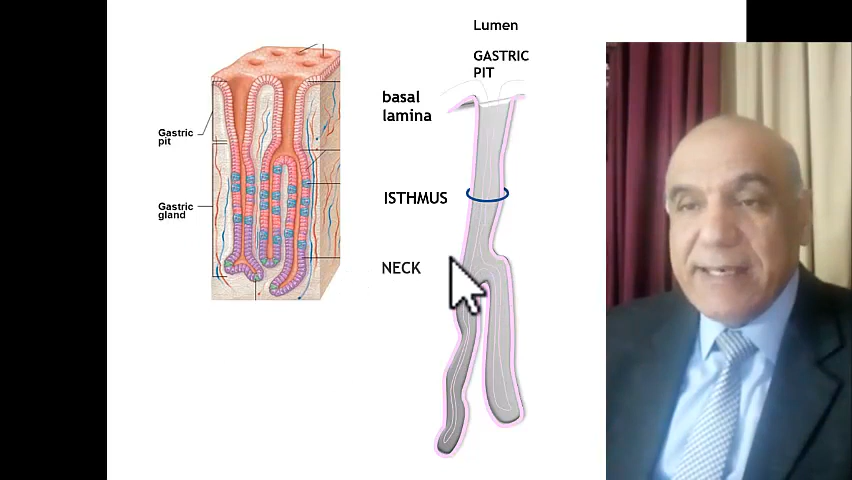 Lumen
GASTRIC
PIT
basal
lamina
Gastric
pit
ISTHMUS
Gastric
gland
NECK